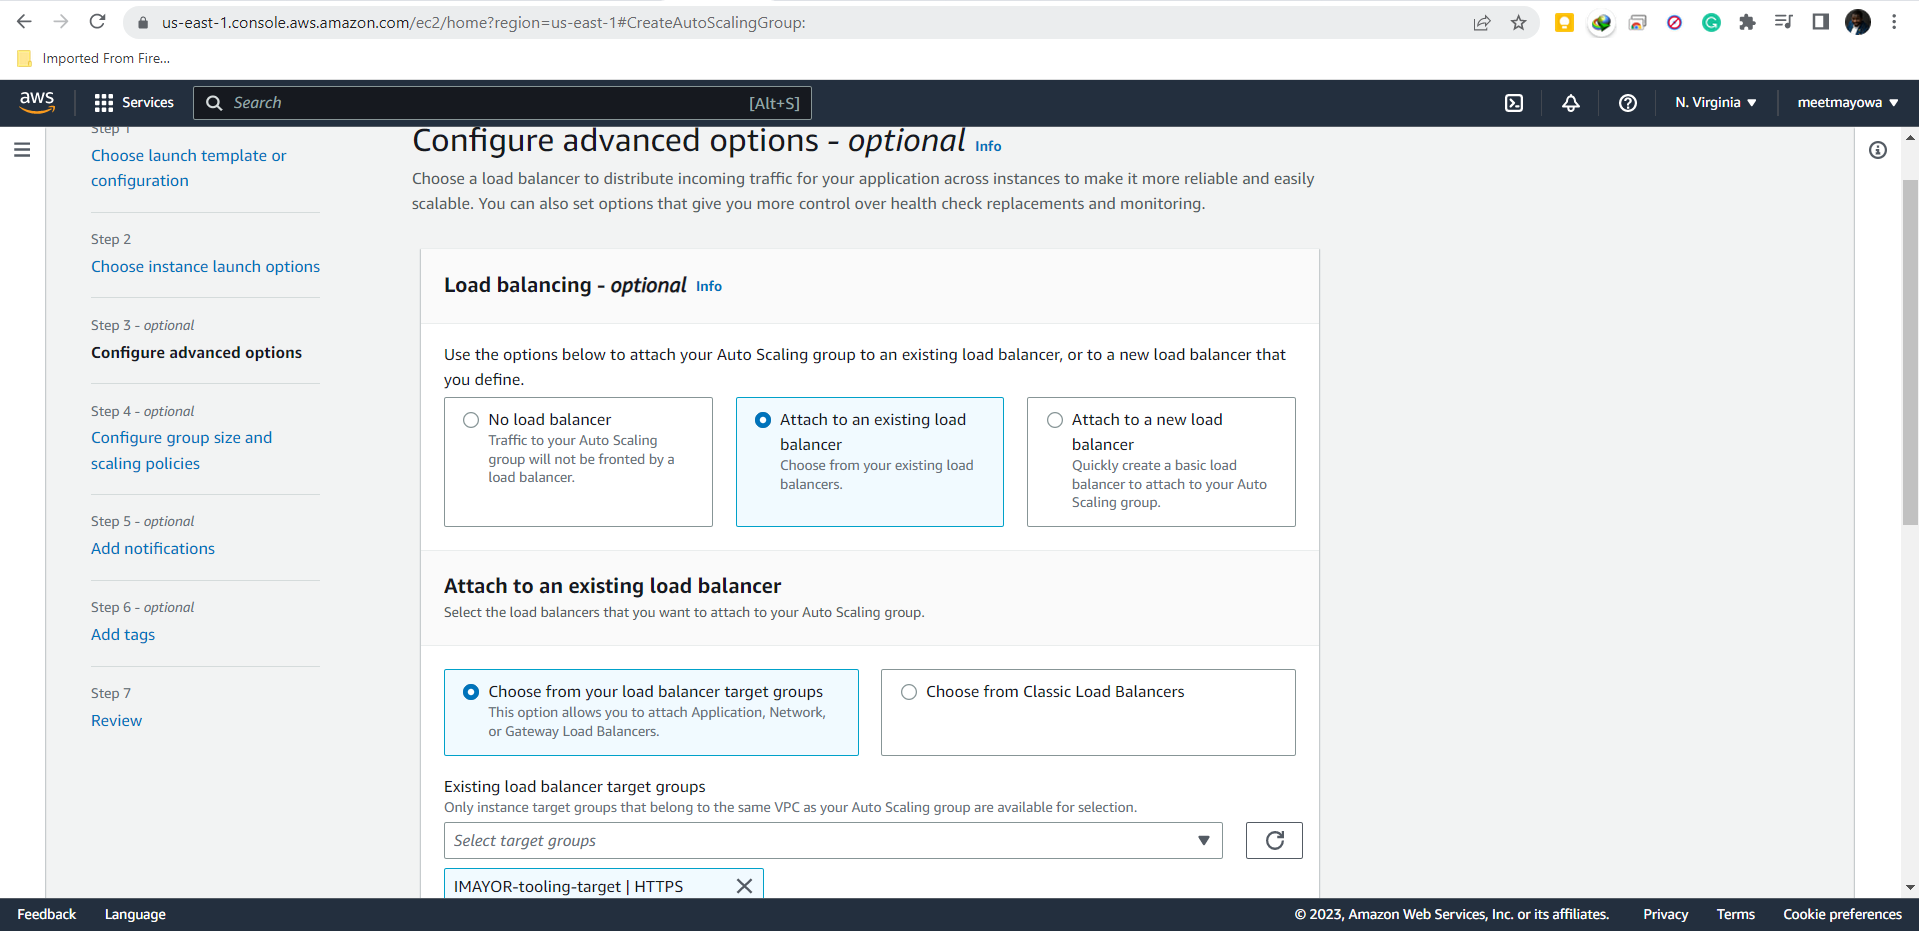 us-east-1.console.aws.amazon.com/ec2/home?region=us-east-1#CreateAutoScalingGroup:
Imported From Fire...
aws
Services
Search
[Alt+S]
N. Virginia
meetmayowa
Step 1
Choose launch template or
configuration
Step 2
Choose instance launch options
Step 3 - optional
Configure advanced options
Step 4 - optional
Configure group size and
scaling policies
Step 5 - optional
Add notifications
Step 6 - optional
Add tags
Step 7
Review
Configure advanced options - optional Info
Choose a load balancer to distribute incoming traffic for your application across instances to make it more reliable and easily
scalable. You can also set options that give you more control over health check replacements and monitoring.
Load balancing - optional Info
Use the options below to attach your Auto Scaling group to an existing load balancer, or to a new load balancer that
you define.
No load balancer
Traffic to your Auto Scaling
group will not be fronted by a
load balancer.
Attach to an existing load
balancer
Choose from your existing load
balancers.
Attach to a new load
balancer
Quickly create a basic load
balancer to attach to your Auto
Scaling group.
Attach to an existing load balancer
Select the load balancers that you want to attach to your Auto Scaling group.
Choose from your load balancer target groups
This option allows you to attach Application, Network,
or Gateway Load Balancers.
Choose from Classic Load Balancers
Existing load balancer target groups
Only instance target groups that belong to the same VPC as your Auto Scaling group are available for selection.
Select target groups
IMAYOR-tooling-target | HTTPS
Feedback
Language
© 2023, Amazon Web Services, Inc. or its affiliates.
Privacy
Terms
Cookie preferences